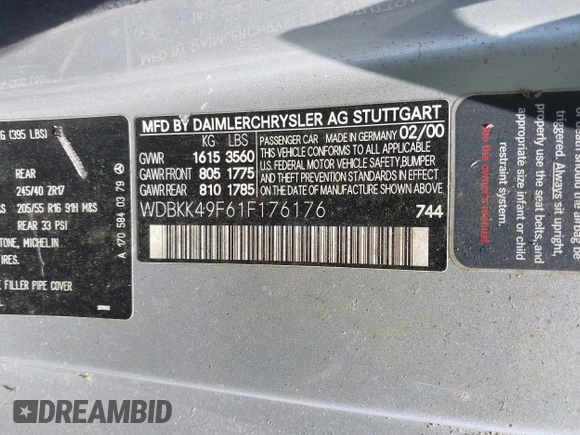 MFD BY DAIMLERCHRYSLER AG STUTTGART
KG LBS
GVWR 1615 3560
GAWR FRONT 805 1775
GAWR REAR 810 1785
PASSENGER CAR MADE IN GERMANY 02/00
THIS VEHICLE CONFORMS TO ALL APPLICABLE
U.S. FEDERAL MOTOR VEHICLE SAFETY, BUMPER
AND THEFT PREVENTION STANDARDS IN EFFECT
ON THE DATE OF MANUFACTURE SHOWN ABOVE.
WDBKK49F61F176176
744
(395 LBS)
REAR
245/40 ZR17
205/55 R16 91H M&S
REAR 33 PSI
MICHELIN
FILLER PIPE COVER
A 170 584 03 79
always sit upright,
properly use the seat belts, and
appropriate size infant or child
restraint system.
DREAMBID